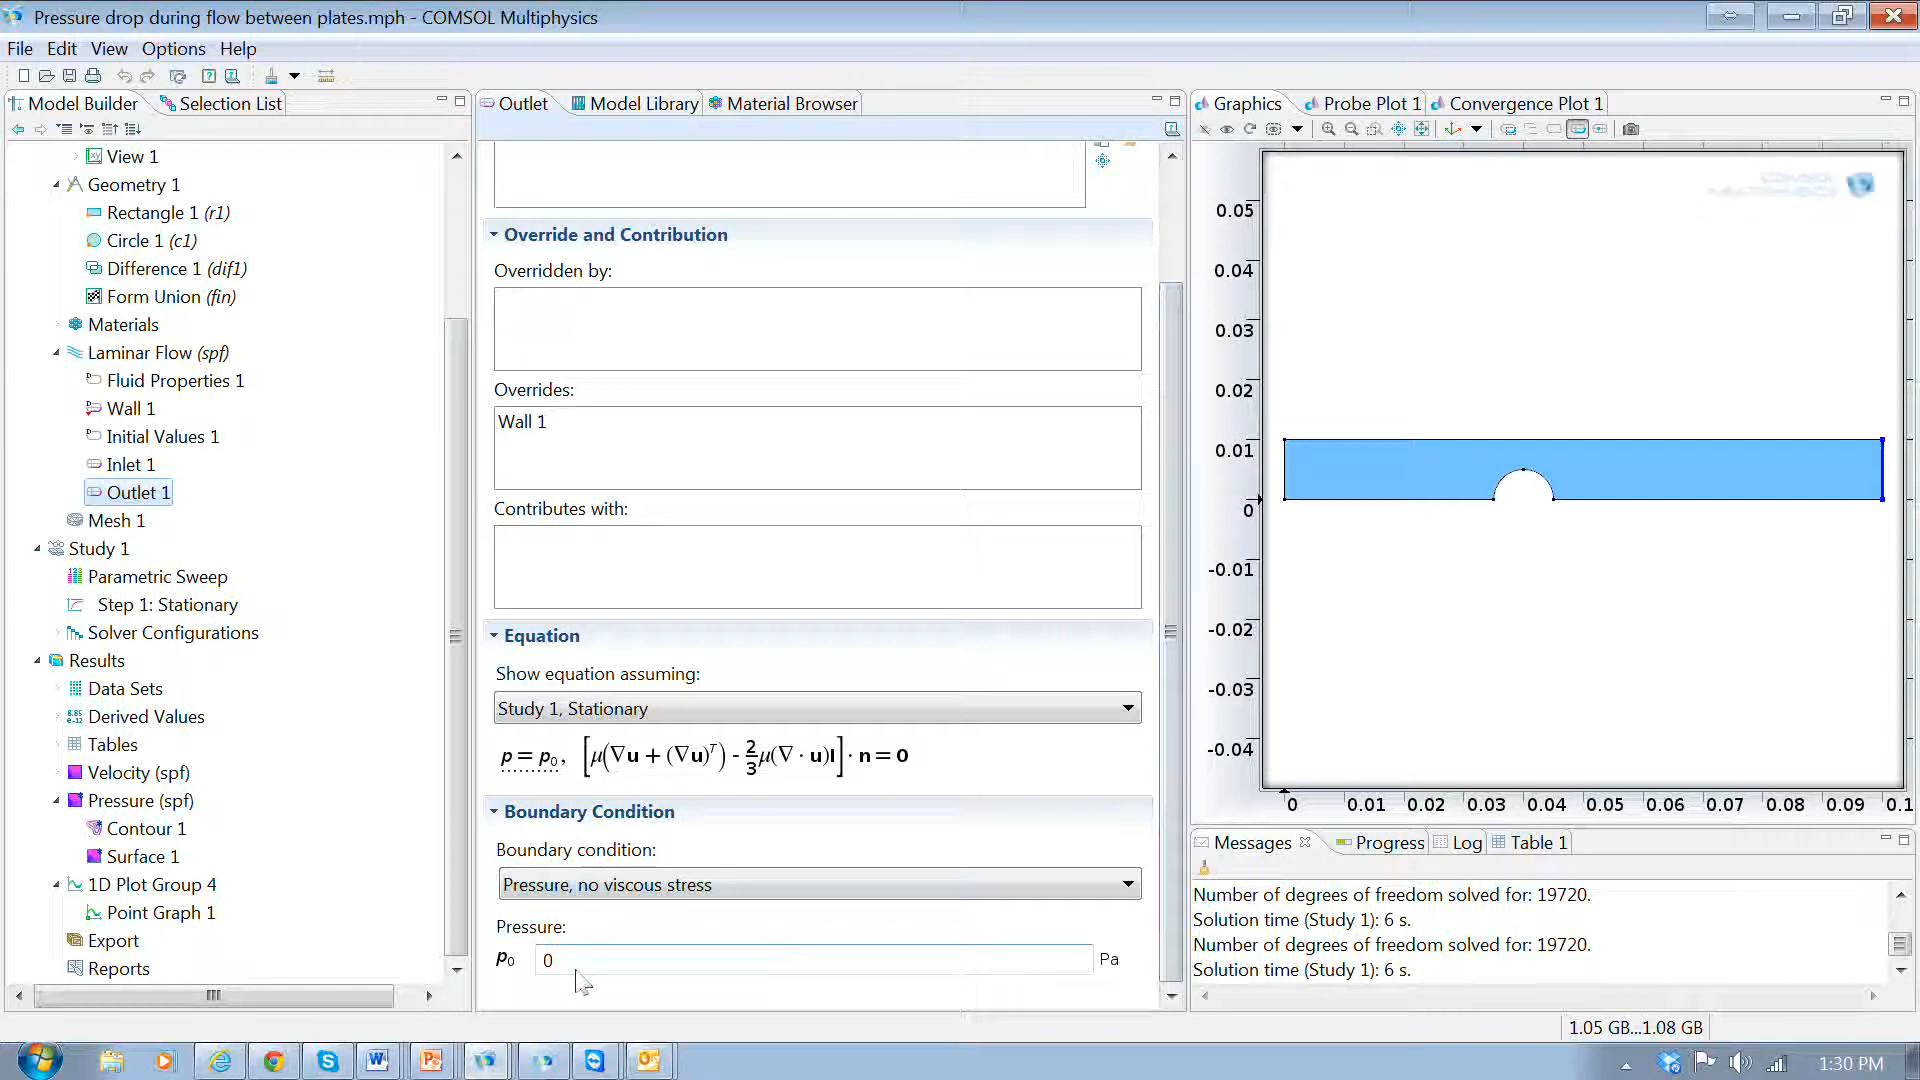 Pressure drop during flow between plates.mph - COMSOL Multiphysics
File Edit View Options Help
Model Builder Selection List
View 1
Geometry 1
Rectangle 1 (r1)
Circle 1 (c1)
Difference 1 (dif1)
Form Union (fin)
Materials
Laminar Flow (spf)
Fluid Properties 1
Wall 1
Initial Values 1
Inlet 1
Outlet 1
Mesh 1
Study 1
Parametric Sweep
Step 1: Stationary
Solver Configurations
Results
Data Sets
Derived Values
Tables
Velocity (spf)
Pressure (spf)
Contour 1
Surface 1
1D Plot Group 4
Point Graph 1
Export
Reports
Outlet Model Library Material Browser
Override and Contribution
Overridden by:
Overrides:
Wall 1
Contributes with:
Equation
Show equation assuming:
Study 1, Stationary
p = p₀, [μ(∇u + (∇u)ᵀ) - 2/3 μ(∇ · u)I] · n = 0
Boundary Condition
Boundary condition:
Pressure, no viscous stress
Pressure:
p₀ 0 Pa
Graphics Probe Plot 1 Convergence Plot 1
COMSOL
MULTIPHYSICS
0.05
0.04
0.03
0.02
0.01
0
-0.01
-0.02
-0.03
-0.04
0 0.01 0.02 0.03 0.04 0.05 0.06 0.07 0.08 0.09 0.1
Messages Progress Log Table 1
Number of degrees of freedom solved for: 19720.
Solution time (Study 1): 6 s.
Number of degrees of freedom solved for: 19720.
Solution time (Study 1): 6 s.
1.05 GB...1.08 GB
1:30 PM